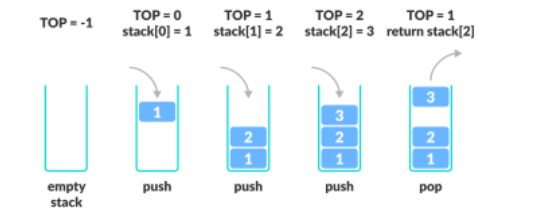 TOP = -1
TOP = 0
stack[0] = 1
TOP = 1
stack[1] = 2
TOP = 2
stack[2] = 3
TOP = 1
return stack[2]
1
2
1
3
2
1
3
2
1
empty
stack
push
push
push
pop